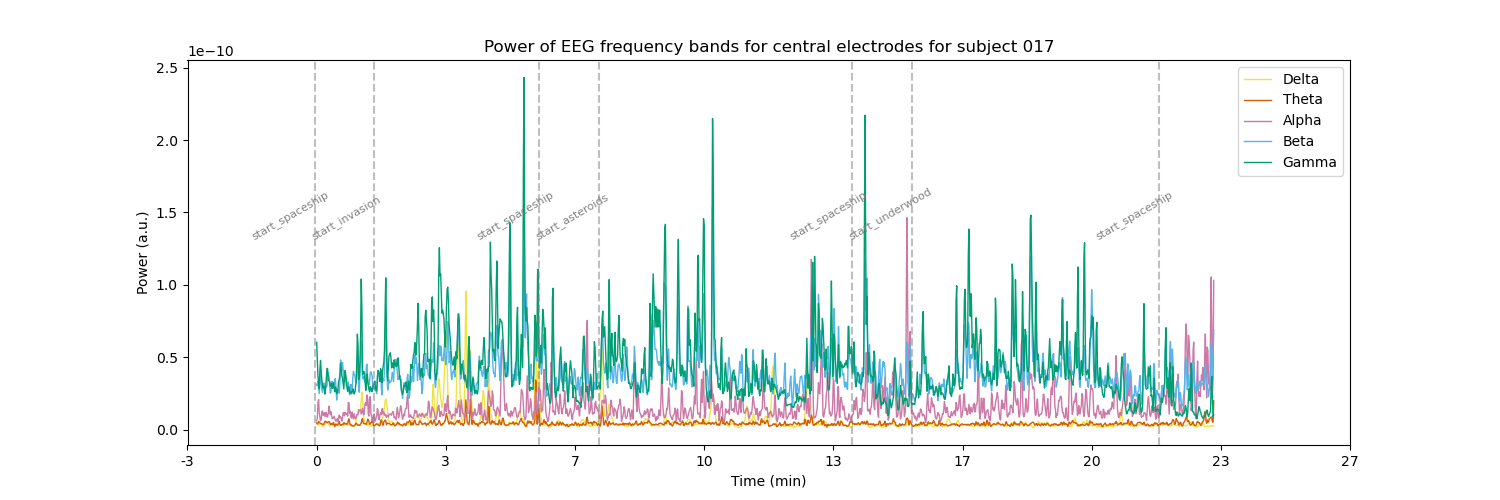 Power of EEG frequency bands for central electrodes for subject 017
1e−10
2.5
2.0
1.5
1.0
0.5
0.0
Power (a.u.)
start_spaceship
start_invasion
start_spaceship
start_asteroids
start_spaceship
start_underwood
start_spaceship
Delta
Theta
Alpha
Beta
Gamma
-3 0 3 7 10 13 17 20 23 27
Time (min)